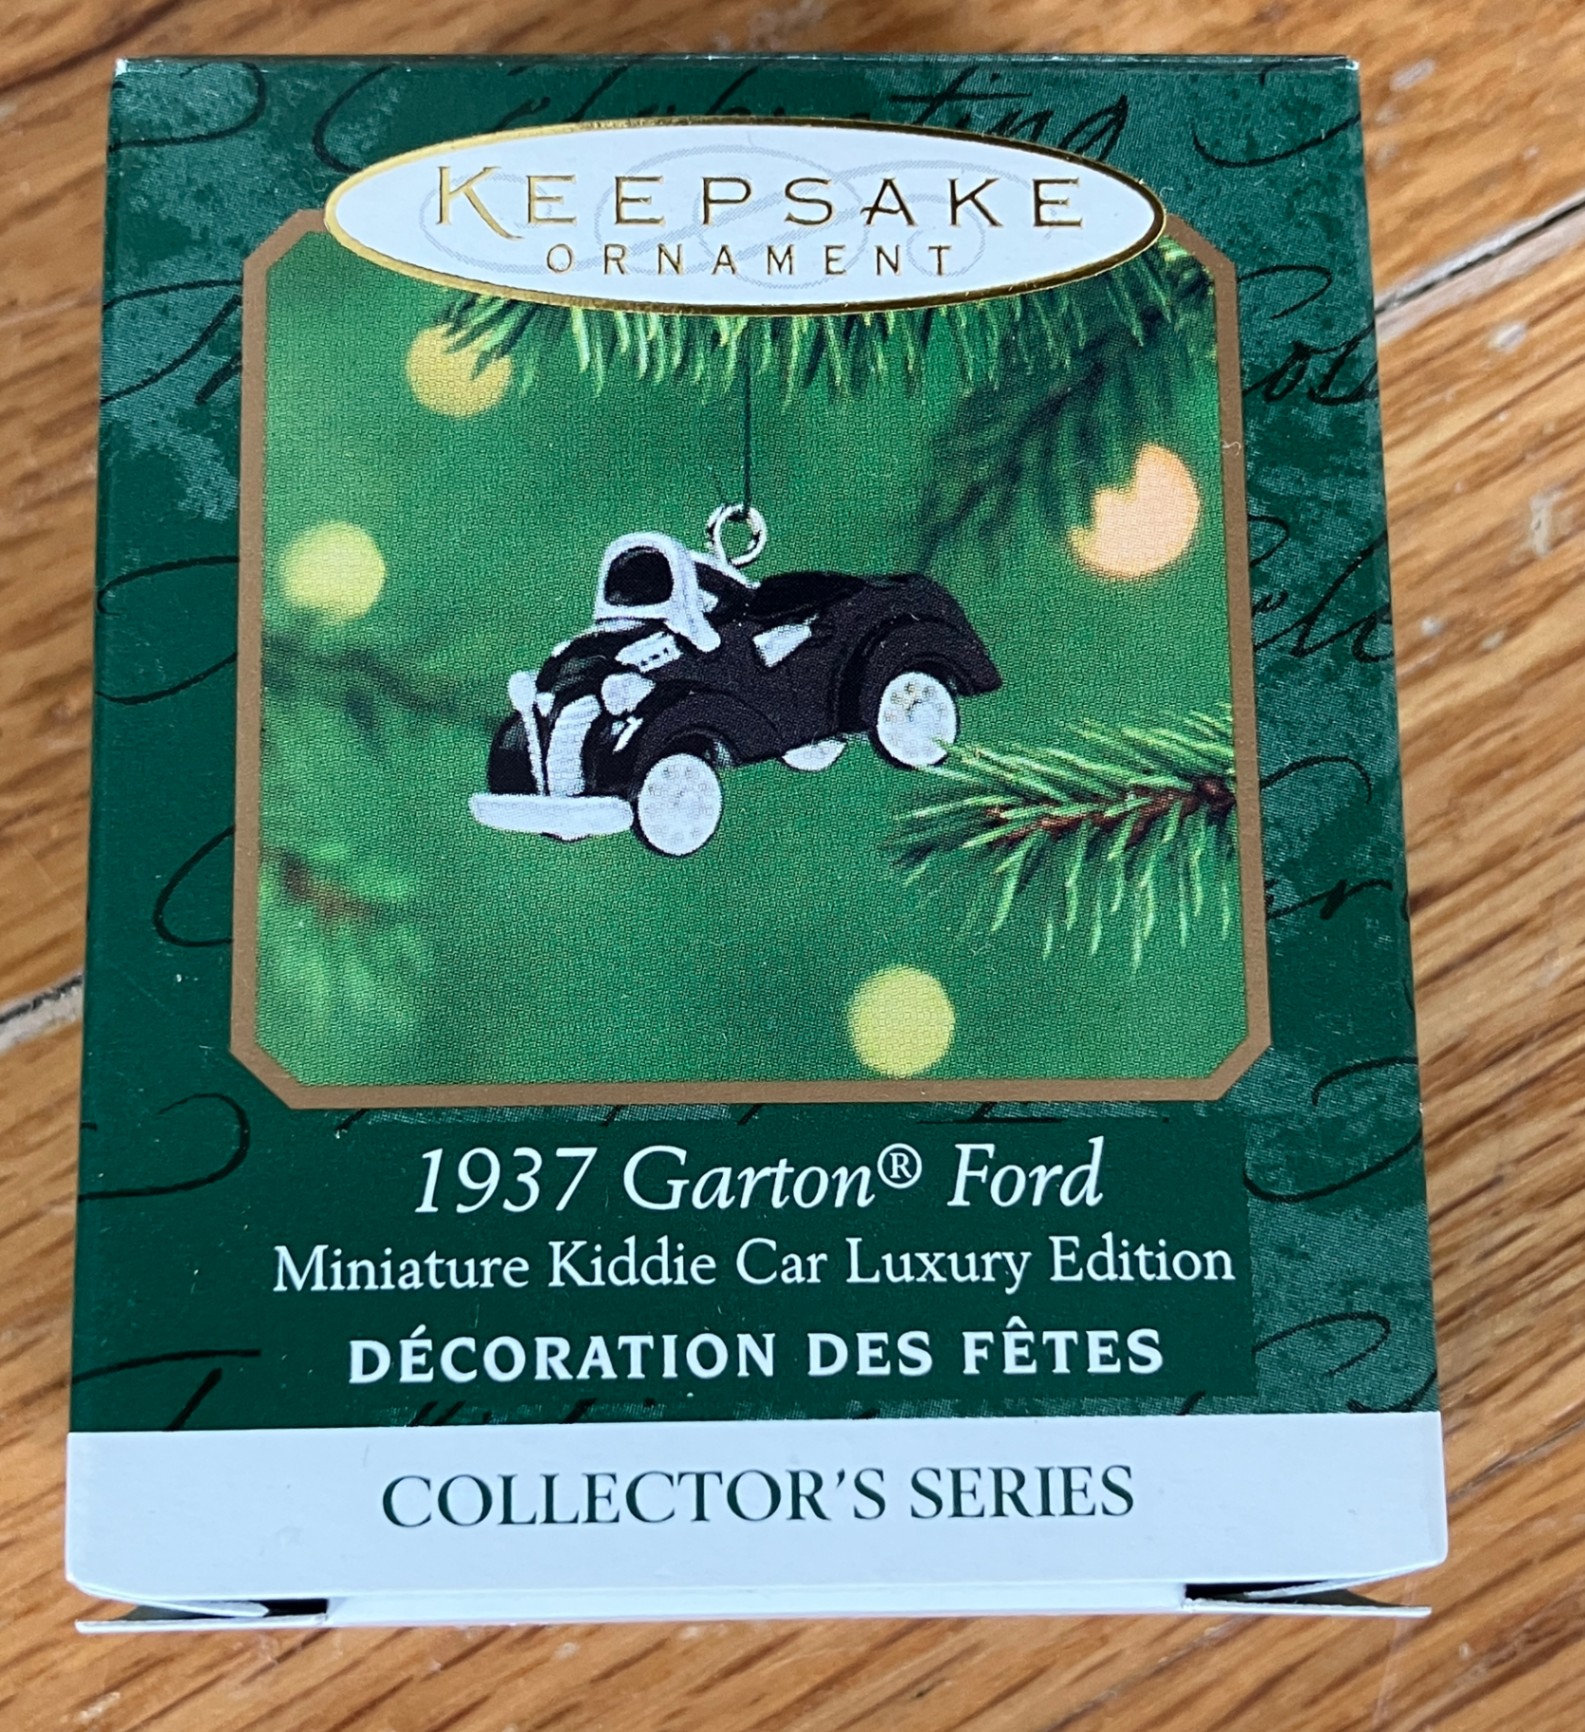 KEEPSAKE
ORNAMENT
1937 Garton® Ford
Miniature Kiddie Car Luxury Edition
DÉCORATION DES FÊTES
COLLECTOR'S SERIES